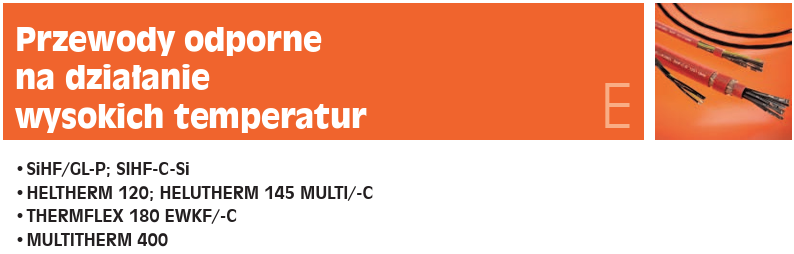 Przewody odporne
na działanie
wysokich temperatur
E
• SiHF/GL-P; SIHF-C-Si
• HELTHERM 120; HELUTHERM 145 MULTI/-C
• THERMFLEX 180 EWKF/-C
• MULTITHERM 400